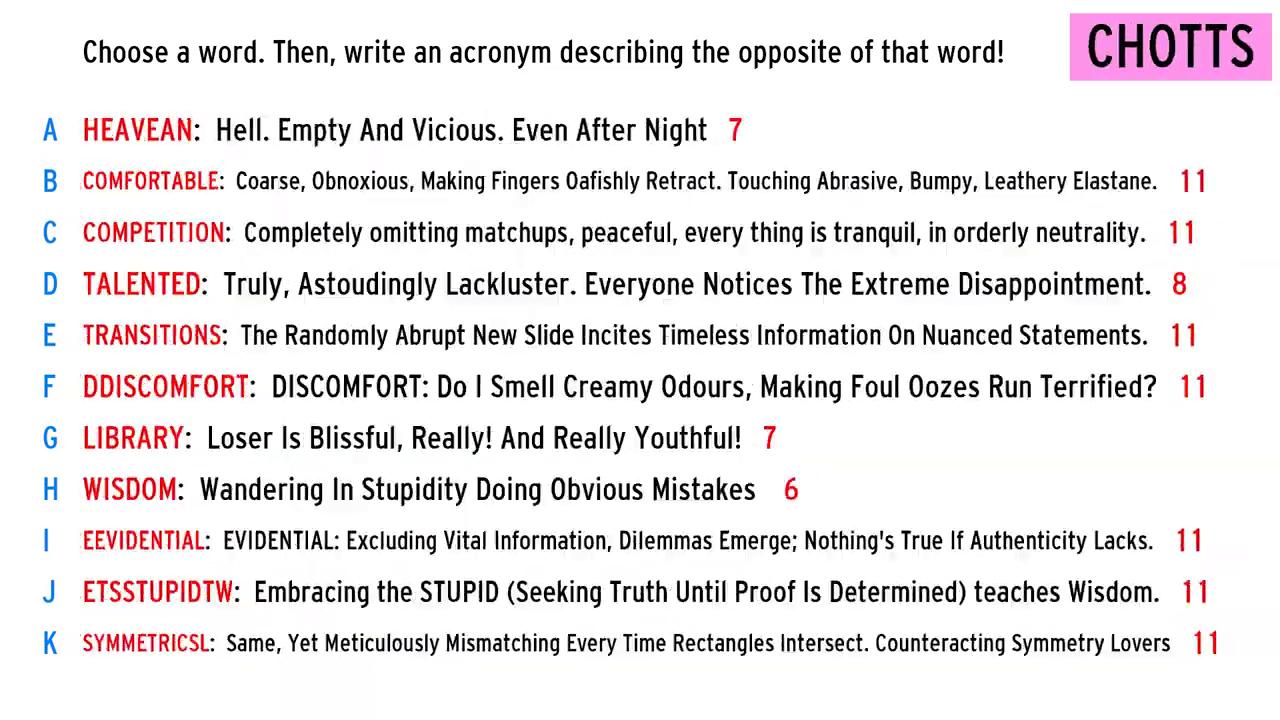 Choose a word. Then, write an acronym describing the opposite of that word!
CHOTTS
A HEAVEAN: Hell. Empty And Vicious. Even After Night 7
B COMFORTABLE: Coarse, Obnoxious, Making Fingers Oafishly Retract. Touching Abrasive, Bumpy, Leathery Elastane. 11
C COMPETITION: Completely omitting matchups, peaceful, every thing is tranquil, in orderly neutrality. 11
D TALENTED: Truly, Astoudingly Lackluster. Everyone Notices The Extreme Disappointment. 8
E TRANSITIONS: The Randomly Abrupt New Slide Incites Timeless Information On Nuanced Statements. 11
F DDISCOMFORT: DISCOMFORT: Do I Smell Creamy Odours, Making Foul Oozes Run Terrified? 11
G LIBRARY: Loser Is Blissful, Really! And Really Youthful! 7
H WISDOM: Wandering In Stupidity Doing Obvious Mistakes 6
I EEVIDENTIAL: EVIDENTIAL: Excluding Vital Information, Dilemmas Emerge; Nothing's True If Authenticity Lacks. 11
J ETSSTUPIDTW: Embracing the STUPID (Seeking Truth Until Proof Is Determined) teaches Wisdom. 11
K SYMMETRICSL: Same, Yet Meticulously Mismatching Every Time Rectangles Intersect. Counteracting Symmetry Lovers 11